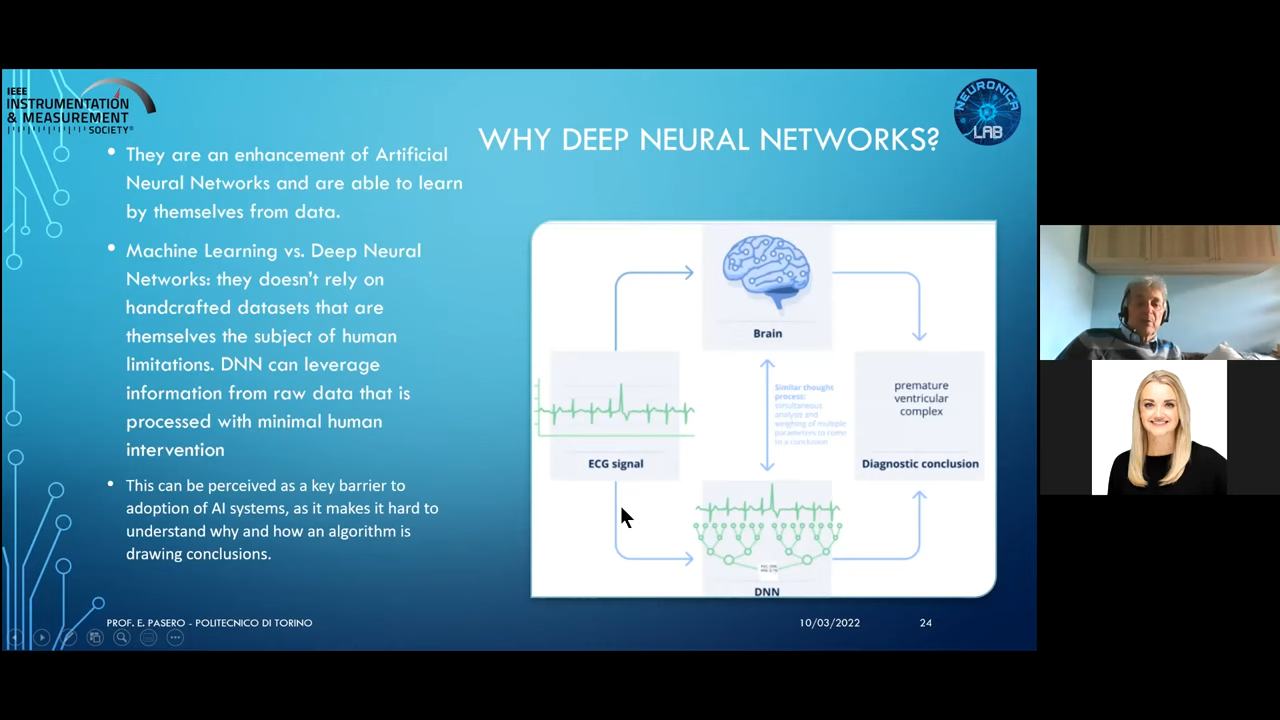 IEEE
INSTRUMENTATION
& MEASUREMENT
SOCIETY®
NEURONICA
LAB
WHY DEEP NEURAL NETWORKS?
• They are an enhancement of Artificial
Neural Networks and are able to learn
by themselves from data.
• Machine Learning vs. Deep Neural
Networks: they doesn't rely on
handcrafted datasets that are
themselves the subject of human
limitations. DNN can leverage
information from raw data that is
processed with minimal human
intervention
• This can be perceived as a key barrier to
adoption of AI systems, as it makes it hard to
understand why and how an algorithm is
drawing conclusions.
Brain
Similar thought
process:
simultaneous
analysis and
weighing of multiple
parameters to come
to a conclusion
premature
ventricular
complex
ECG signal
Diagnostic conclusion
DNN
PROF. E. PASERO - POLITECNICO DI TORINO
10/03/2022
24